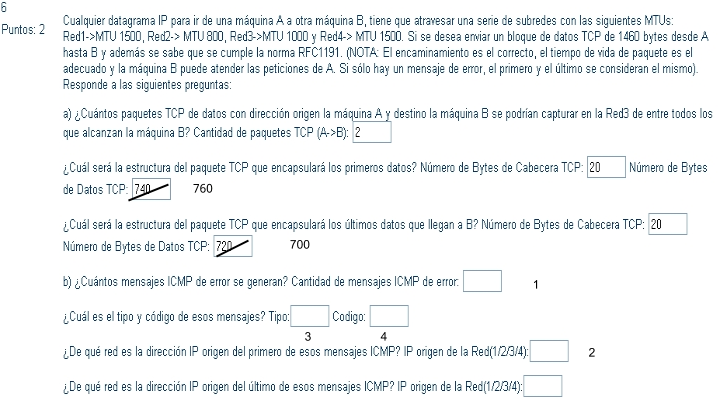 6
Puntos: 2
Cualquier datagrama IP para ir de una máquina A a otra máquina B, tiene que atravesar una serie de subredes con las siguientes MTUs:
Red1->MTU 1500, Red2-> MTU 800, Red3->MTU 1000 y Red4-> MTU 1500. Si se desea enviar un bloque de datos TCP de 1460 bytes desde A
hasta B y además se sabe que se cumple la norma RFC1191. (NOTA: El encaminamiento es el correcto, el tiempo de vida de paquete es el
adecuado y la máquina B puede atender las peticiones de A. Si sólo hay un mensaje de error, el primero y el último se consideran el mismo).
Responde a las siguientes preguntas:
a) ¿Cuántos paquetes TCP de datos con dirección origen la máquina A y destino la máquina B se podrían capturar en la Red3 de entre todos los
que alcanzan la máquina B? Cantidad de paquetes TCP (A->B): 2
¿Cuál será la estructura del paquete TCP que encapsulará los primeros datos? Número de Bytes de Cabecera TCP: 20 Número de Bytes
de Datos TCP: 740 760
¿Cuál será la estructura del paquete TCP que encapsulará los últimos datos que llegan a B? Número de Bytes de Cabecera TCP: 20
Número de Bytes de Datos TCP: 720 700
b) ¿Cuántos mensajes ICMP de error se generan? Cantidad de mensajes ICMP de error: 1
¿Cuál es el tipo y código de esos mensajes? Tipo: Codigo:
3 4
¿De qué red es la dirección IP origen del primero de esos mensajes ICMP? IP origen de la Red(1/2/3/4): 2
¿De qué red es la dirección IP origen del último de esos mensajes ICMP? IP origen de la Red(1/2/3/4):